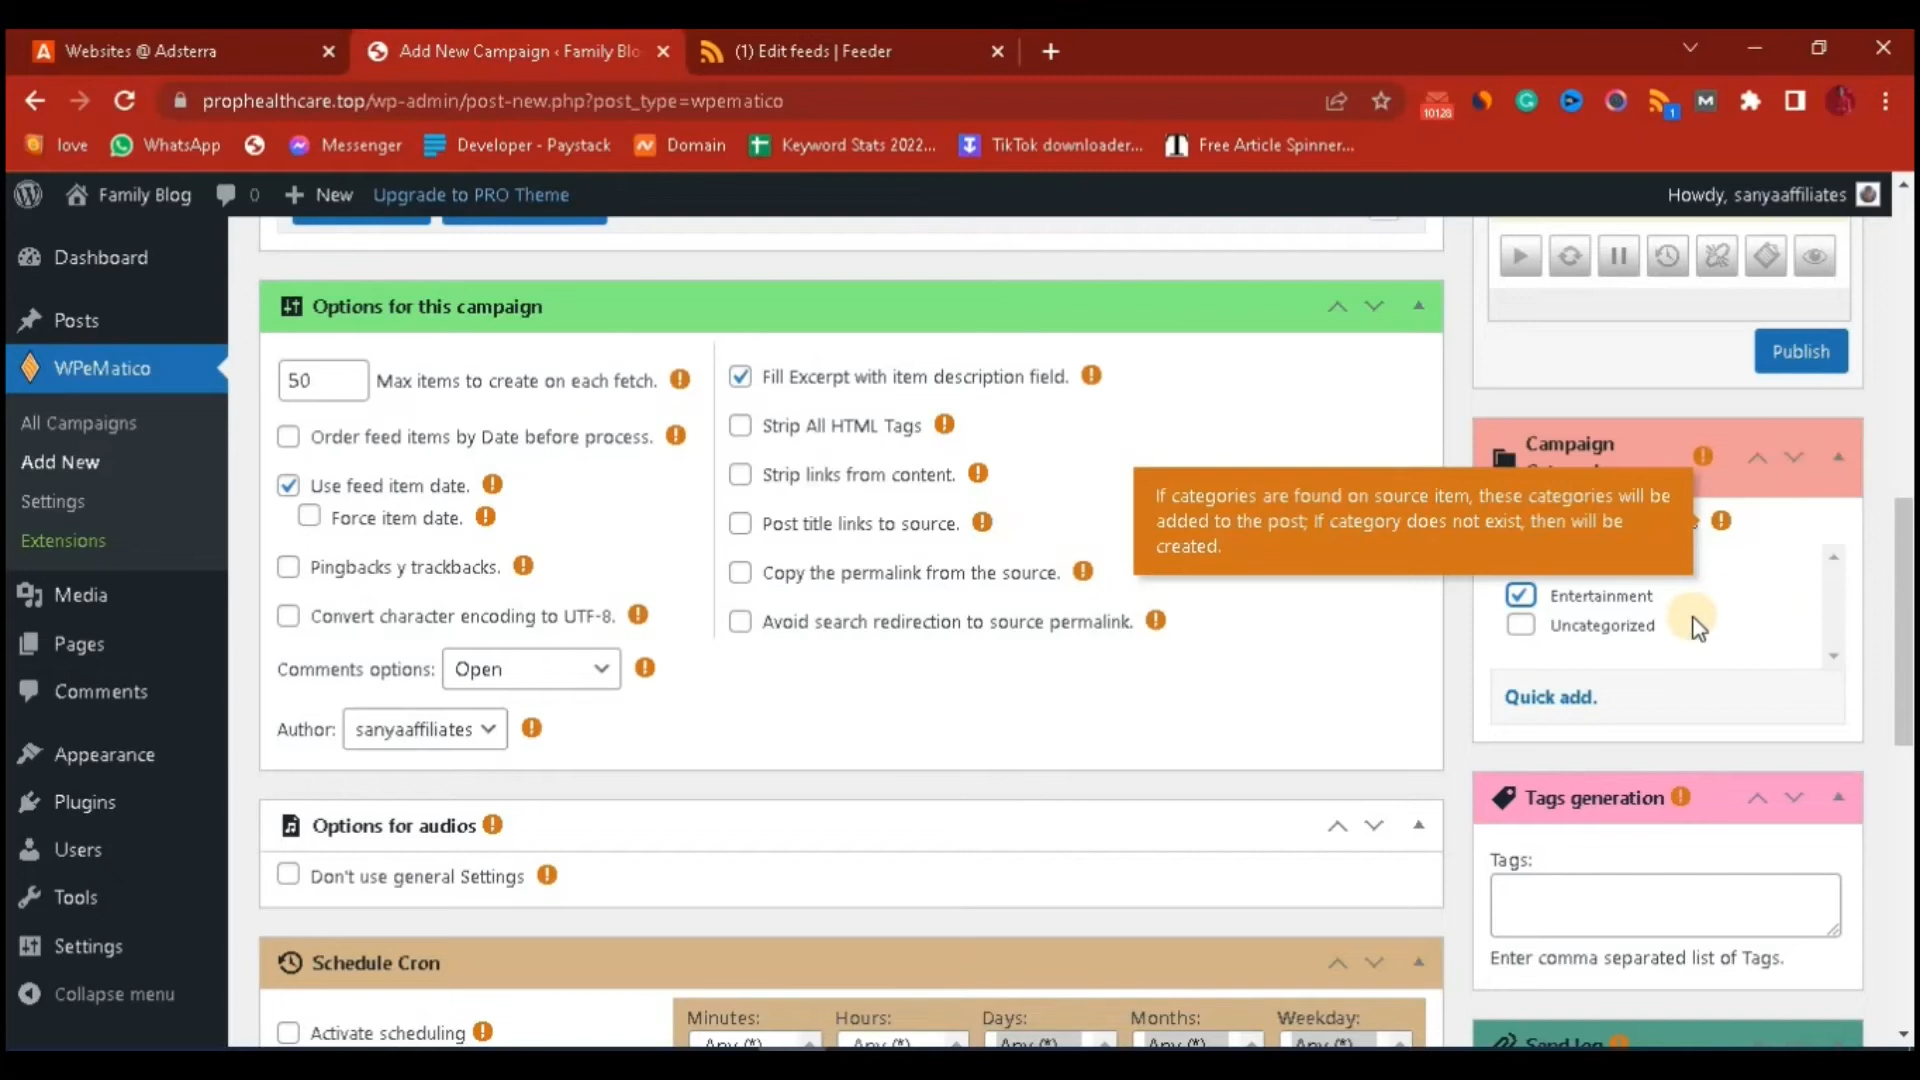 Websites @ Adsterra
Add New Campaign ‹ Family Blo
(1) Edit feeds | Feeder
prophealthcare.top/wp-admin/post-new.php?post_type=wpematico
10128
1
love
WhatsApp
Messenger
Developer - Paystack
Domain
Keyword Stats 2022...
TikTok downloader...
Free Article Spinner...
Family Blog
0
New
Upgrade to PRO Theme
Howdy, sanyaaffiliates
Dashboard
Posts
WPeMatico
All Campaigns
Add New
Settings
Extensions
Media
Pages
Comments
Appearance
Plugins
Users
Tools
Settings
Collapse menu
Options for this campaign
50 Max items to create on each fetch.
Order feed items by Date before process.
Use feed item date.
Force item date.
Pingbacks y trackbacks.
Convert character encoding to UTF-8.
Comments options: Open
Author: sanyaaffiliates
Fill Excerpt with item description field.
Strip All HTML Tags
Strip links from content.
Post title links to source.
Copy the permalink from the source.
Avoid search redirection to source permalink.
Options for audios
Don't use general Settings
Schedule Cron
Activate scheduling
Minutes: Hours: Days: Months: Weekday:
Any (*) Any (*) Any (*) Any (*) Any (*)
Publish
Campaign
If categories are found on source item, these categories will be
added to the post; If category does not exist, then will be
created.
Entertainment
Uncategorized
Quick add.
Tags generation
Tags:
Enter comma separated list of Tags.
Send log